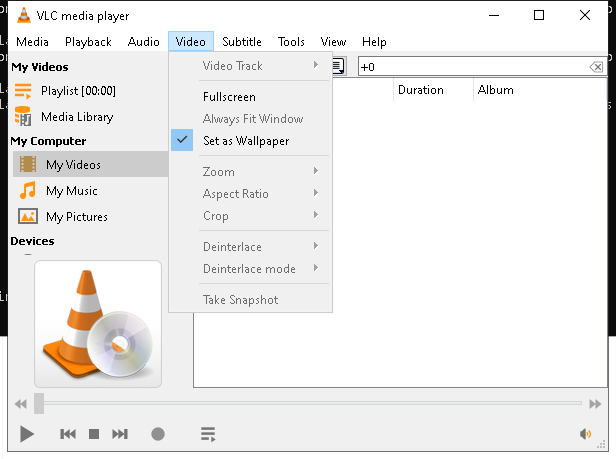 VLC media player
Media Playback Audio Video Subtitle Tools View Help
My Videos
Playlist [00:00]
Media Library
My Computer
My Videos
My Music
My Pictures
Devices
Video Track
Fullscreen
Always Fit Window
Set as Wallpaper
Zoom
Aspect Ratio
Crop
Deinterlace
Deinterlace mode
Take Snapshot
+0
Duration Album